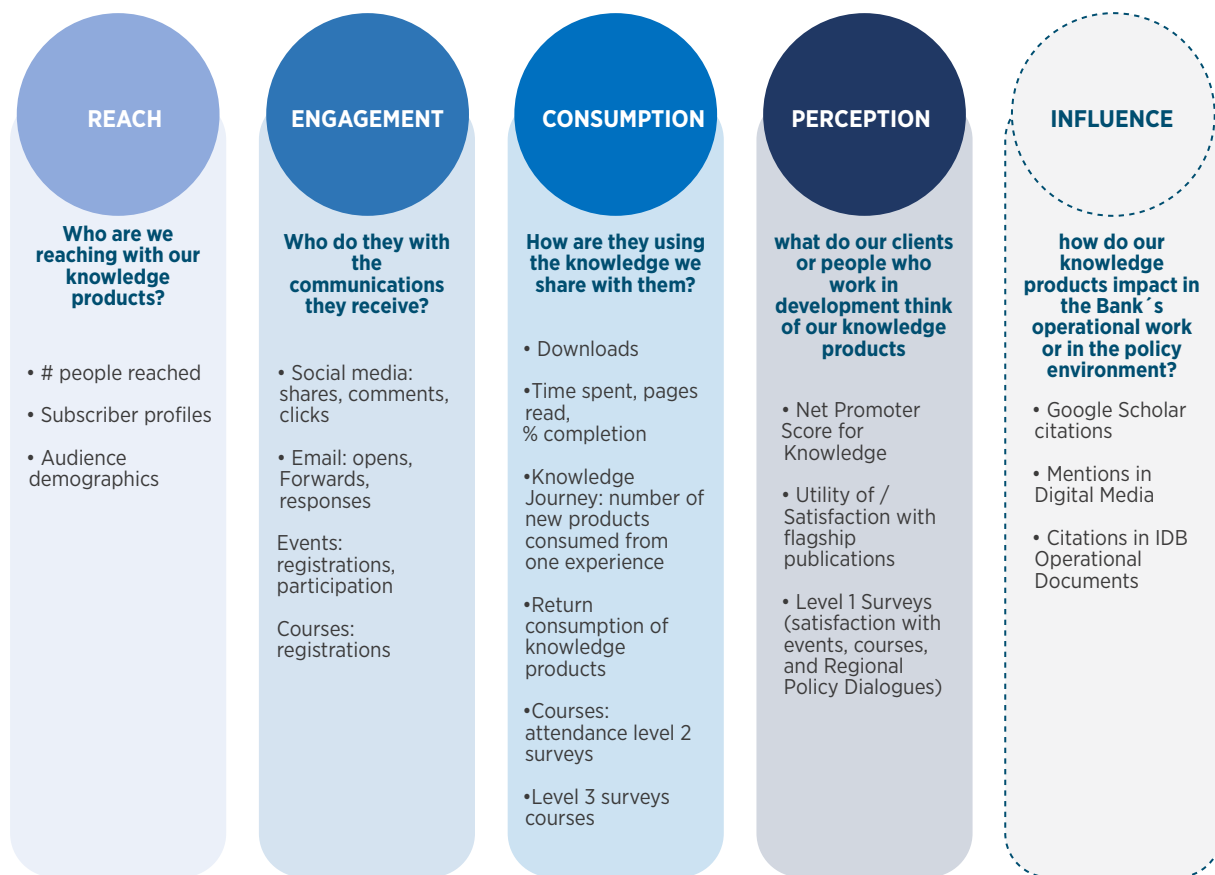 REACH
Who are we
reaching with our
knowledge
products?
• # people reached
• Subscriber profiles
• Audience
demographics
ENGAGEMENT
Who do they with
the
communications
they receive?
• Social media:
shares, comments,
clicks
• Email: opens,
Forwards,
responses
Events:
registrations,
participation
Courses:
registrations
CONSUMPTION
How are they using
the knowledge we
share with them?
• Downloads
•Time spent, pages
read,
% completion
•Knowledge
Journey: number of
new products
consumed from
one experience
•Return
consumption of
knowledge
products
•Courses:
attendance level 2
surveys
•Level 3 surveys
courses
PERCEPTION
what do our clients
or people who
work in
development think
of our knowledge
products
• Net Promoter
Score for
Knowledge
• Utility of /
Satisfaction with
flagship
publications
• Level 1 Surveys
(satisfaction with
events, courses,
and Regional
Policy Dialogues)
INFLUENCE
how do our
knowledge
products impact in
the Bank´s
operational work
or in the policy
environment?
• Google Scholar
citations
• Mentions in
Digital Media
• Citations in IDB
Operational
Documents